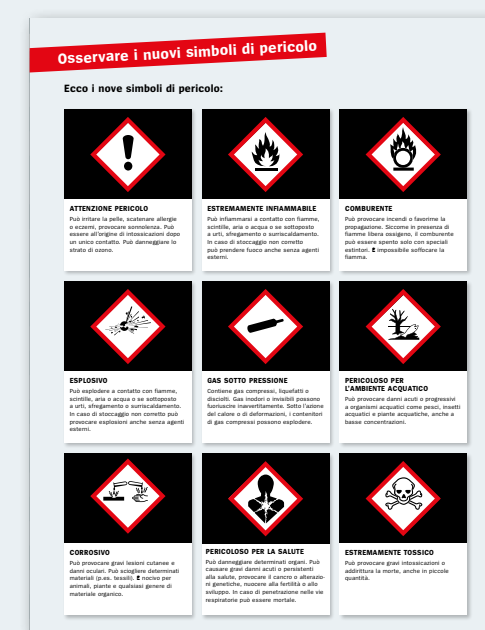 Osservare i nuovi simboli di pericolo
Ecco i nove simboli di pericolo:
ATTENZIONE PERICOLO
Può irritare la pelle, scatenare allergie
o eczemi, provocare sonnolenza. Può
essere all'origine di intossicazioni dopo
un unico contatto. Può danneggiare lo
strato di ozono.
ESTREMAMENTE INFIAMMABILE
Può infiammarsi a contatto con fiamme,
scintille, aria o acqua o se sottoposto
a urti, sfregamento o surriscaldamento.
In caso di stoccaggio non corretto
può prendere fuoco anche senza agenti
esterni.
COMBURENTE
Può provocare incendi o favorirne la
propagazione. Siccome in presenza di
fiamme libera ossigeno, il comburente
può essere spento solo con speciali
estintori. È impossibile soffocare la
fiamma.
ESPLOSIVO
Può esplodere a contatto con fiamme,
scintille, aria o acqua o se sottoposto
a urti, sfregamento o surriscaldamento.
In caso di stoccaggio non corretto può
provocare esplosioni anche senza agenti
esterni.
GAS SOTTO PRESSIONE
Contiene gas compressi, liquefatti o
disciolti. Gas inodori o invisibili possono
fuoriuscire inavvertitamente. Sotto l'azione
del calore o di deformazioni, i contenitori
di gas compressi possono esplodere.
PERICOLOSO PER
L'AMBIENTE ACQUATICO
Può provocare danni acuti o progressivi
a organismi acquatici come pesci, insetti
acquatici e piante acquatiche, anche a
basse concentrazioni.
CORROSIVO
Può provocare gravi lesioni cutanee e
danni oculari. Può sciogliere determinati
materiali (p.es. tessili). È nocivo per
animali, piante e qualsiasi genere di
materiale organico.
PERICOLOSO PER LA SALUTE
Può danneggiare determinati organi. Può
causare gravi danni acuti o persistenti
alla salute, provocare il cancro o alterazio-
ni genetiche, nuocere alla fertilità o allo
sviluppo. In caso di penetrazione nelle vie
respiratorie può essere mortale.
ESTREMAMENTE TOSSICO
Può provocare gravi intossicazioni o
addirittura la morte, anche in piccole
quantità.